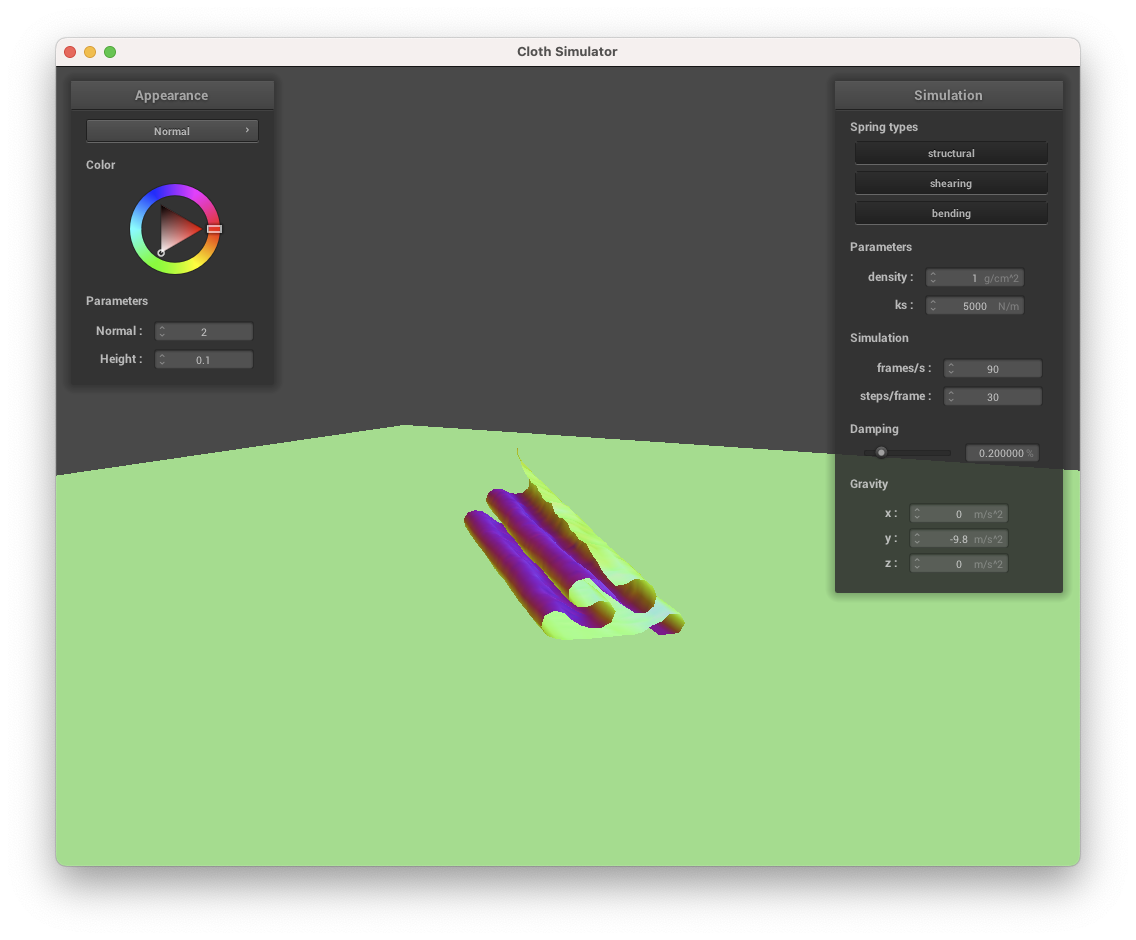 Cloth Simulator
Appearance
Normal
Color
Parameters
Normal : 2
Height : 0.1
Simulation
Spring types
structural
shearing
bending
Parameters
density : 1 g/cm^2
ks : 5000 N/m
Simulation
frames/s : 90
steps/frame : 30
Damping
0.200000 %
Gravity
x : 0 m/s^2
y : -9.8 m/s^2
z : 0 m/s^2